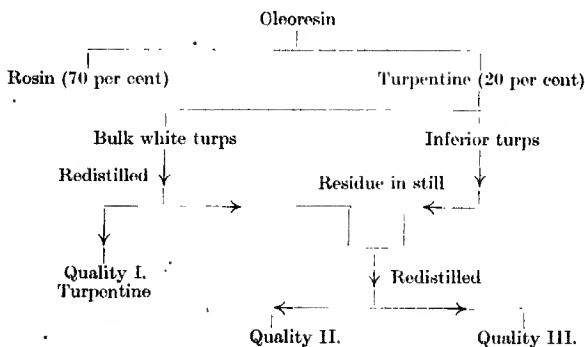 Oleoresin
Rosin (70 per cent)
Turpentine (20 per cent)
Bulk white turps
Inferior turps
Redistilled
Residue in still
Quality I.
Turpentine
Redistilled
Quality II.
Quality III.